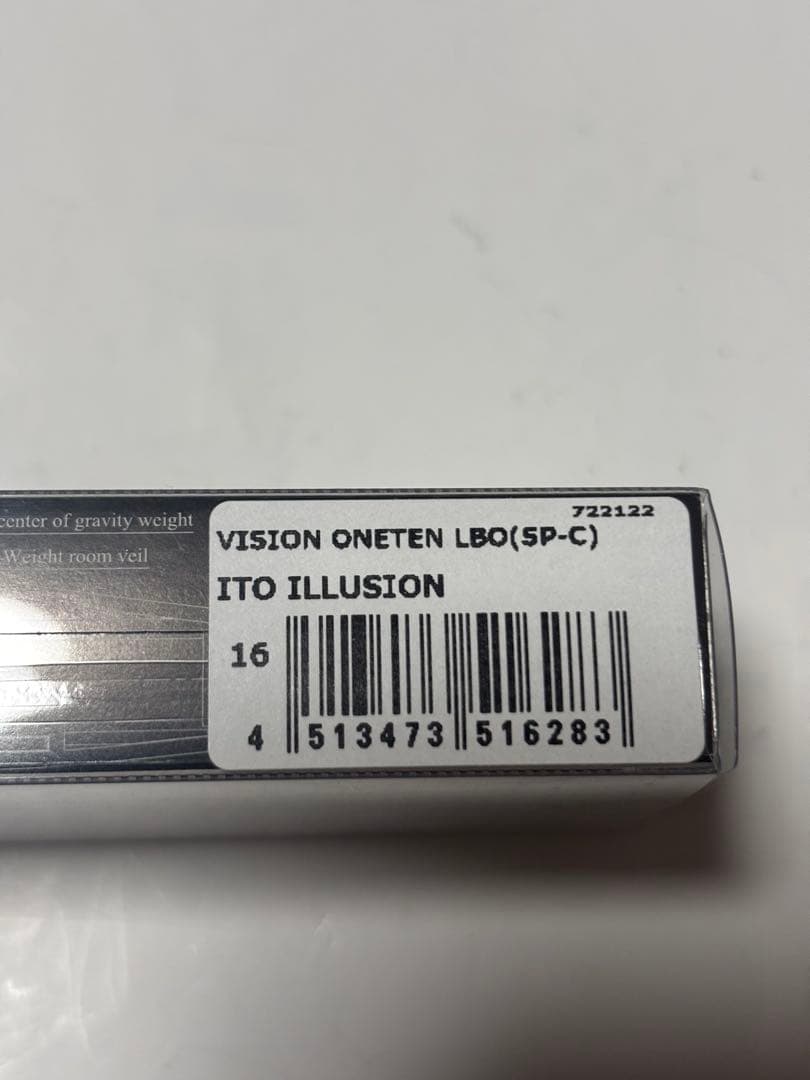 center of gravity weight
Weight room veil
722122
VISION ONETEN LBO(SP-C)
ITO ILLUSION
16
4 513473 516283